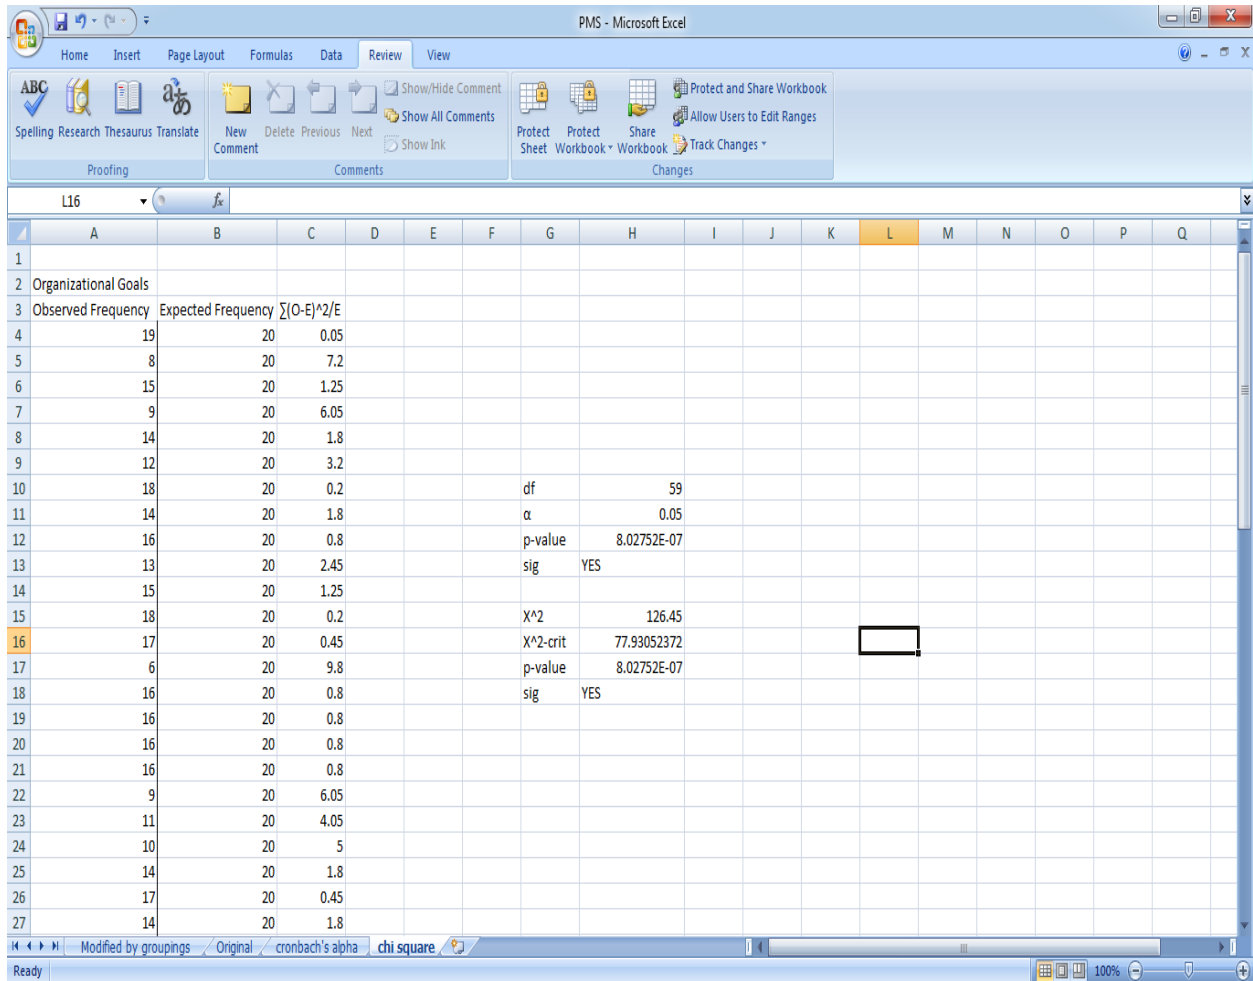 PMS - Microsoft Excel
Home Insert Page Layout Formulas Data Review View
ABC
Spelling Research Thesaurus Translate
Proofing
New Comment Delete Previous Next
Show/Hide Comment
Show All Comments
Show Ink
Comments
Protect Sheet Protect Workbook Share Workbook
Protect and Share Workbook
Allow Users to Edit Ranges
Track Changes
Changes
L16 fx
A B C D E F G H I J K L M N O P Q
1
2 Organizational Goals
3 Observed Frequency Expected Frequency ∑(O-E)^2/E
4 19 20 0.05
5 8 20 7.2
6 15 20 1.25
7 9 20 6.05
8 14 20 1.8
9 12 20 3.2
10 18 20 0.2 df 59
11 14 20 1.8 α 0.05
12 16 20 0.8 p-value 8.02752E-07
13 13 20 2.45 sig YES
14 15 20 1.25
15 18 20 0.2 X^2 126.45
16 17 20 0.45 X^2-crit 77.93052372
17 6 20 9.8 p-value 8.02752E-07
18 16 20 0.8 sig YES
19 16 20 0.8
20 16 20 0.8
21 16 20 0.8
22 9 20 6.05
23 11 20 4.05
24 10 20 5
25 14 20 1.8
26 17 20 0.45
27 14 20 1.8
Modified by groupings Original cronbach's alpha chi square
Ready 100%